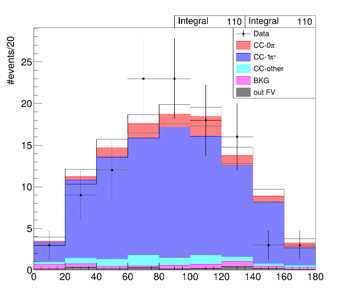 Integral 110 Integral 110
Data
CC-0π
CC-1π⁺
CC-other
BKG
out FV
#events/20
25
20
15
10
5
0
0 20 40 60 80 100 120 140 160 180